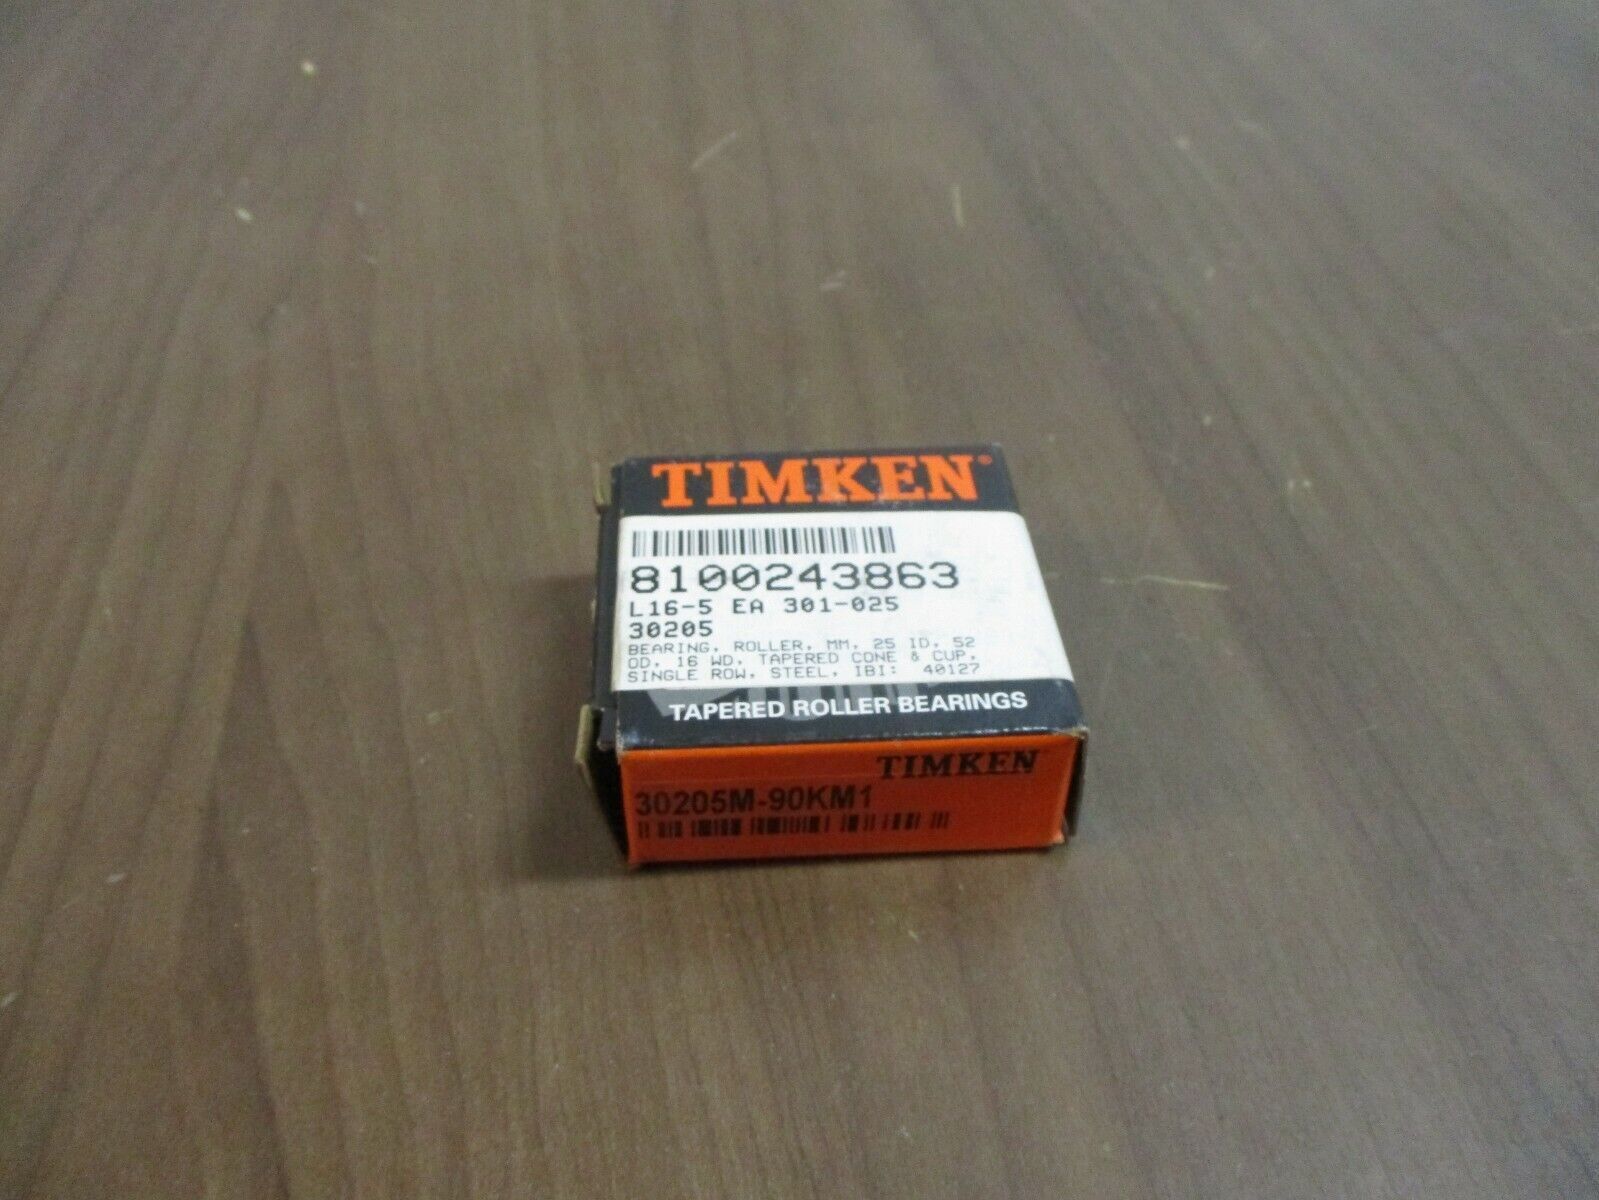 TIMKEN®
8100243863
L16-5 EA 301-025
30205
BEARING, ROLLER, MM, 25 ID, 52
OD, 16 WD, TAPERED CONE & CUP,
SINGLE ROW, STEEL, IBI: 40127
TAPERED ROLLER BEARINGS
TIMKEN
30205M-90KM1